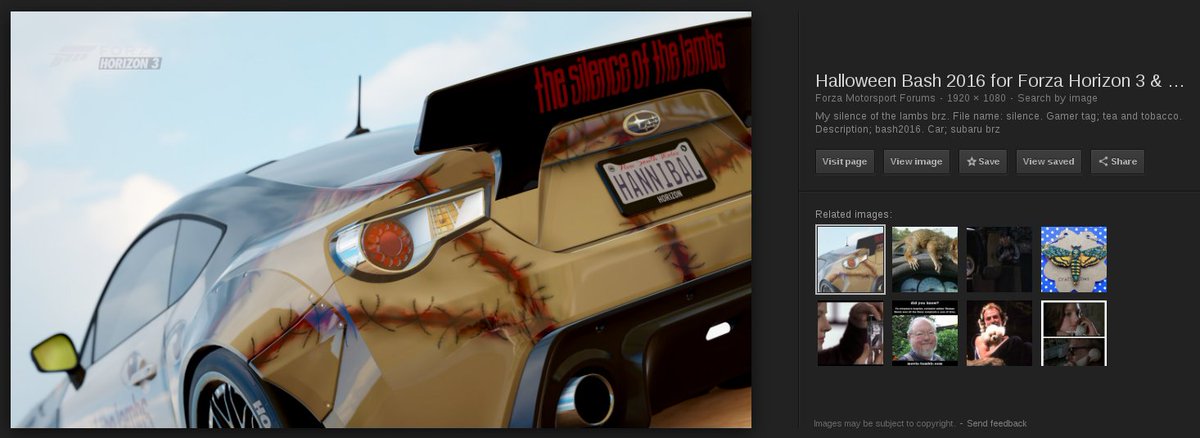 FORZA
HORIZON 3
the silence of the lambs
HANNIBAL
HORIZON
Halloween Bash 2016 for Forza Horizon 3 & ...
Forza Motorsport Forums - 1920 × 1080 - Search by image
My silence of the lambs brz. File name: silence. Gamer tag; tea and tobacco.
Description; bash2016. Car; subaru brz
Visit page
View image
Save
View saved
Share
Related images:
did you know?
Images may be subject to copyright. - Send feedback